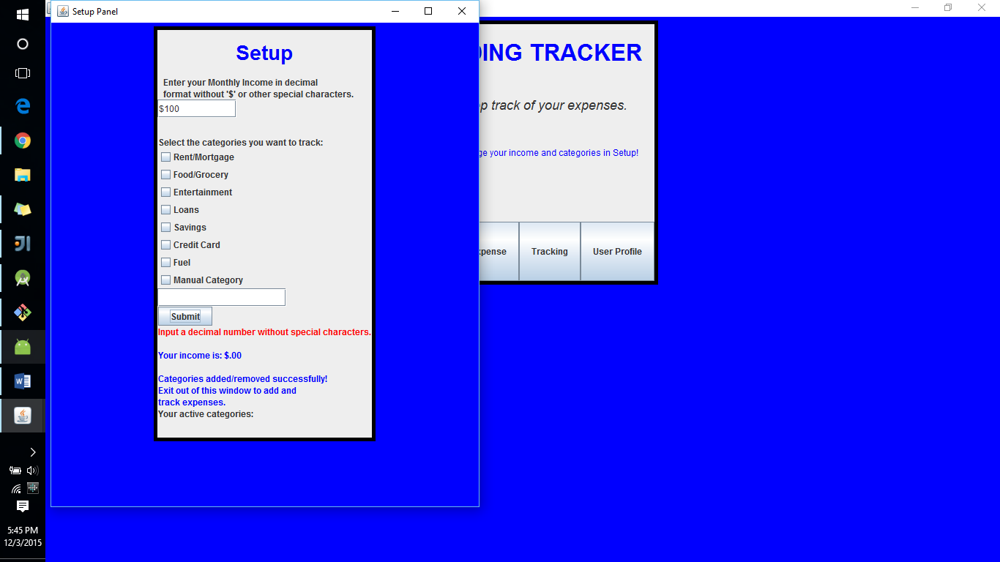 Setup Panel
Setup
Enter your Monthly Income in decimal
format without '$' or other special characters.
$100
Select the categories you want to track:
Rent/Mortgage
Food/Grocery
Entertainment
Loans
Savings
Credit Card
Fuel
Manual Category
Submit
Input a decimal number without special characters.
Your income is: $.00
Categories added/removed successfully!
Exit out of this window to add and
track expenses.
Your active categories:
DING TRACKER
p track of your expenses.
ge your income and categories in Setup!
pense
Tracking
User Profile
5:45 PM
12/3/2015